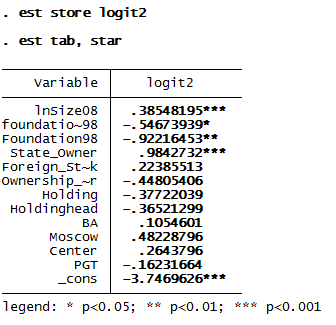 . est store logit2
. est tab, star
Variable logit2
lnSize08 .38548195***
foundatio~98 -.54673939*
Foundation98 -.92216453**
State_Owner .9842732***
Foreign_St~k .22385513
Ownership_~r -.44805406
Holding -.37722039
Holdinghead -.36521299
BA .1054601
Moscow .48228796
Center .2643796
PGT -.16231664
_cons -3.7469626***
legend: * p<0.05; ** p<0.01; *** p<0.001